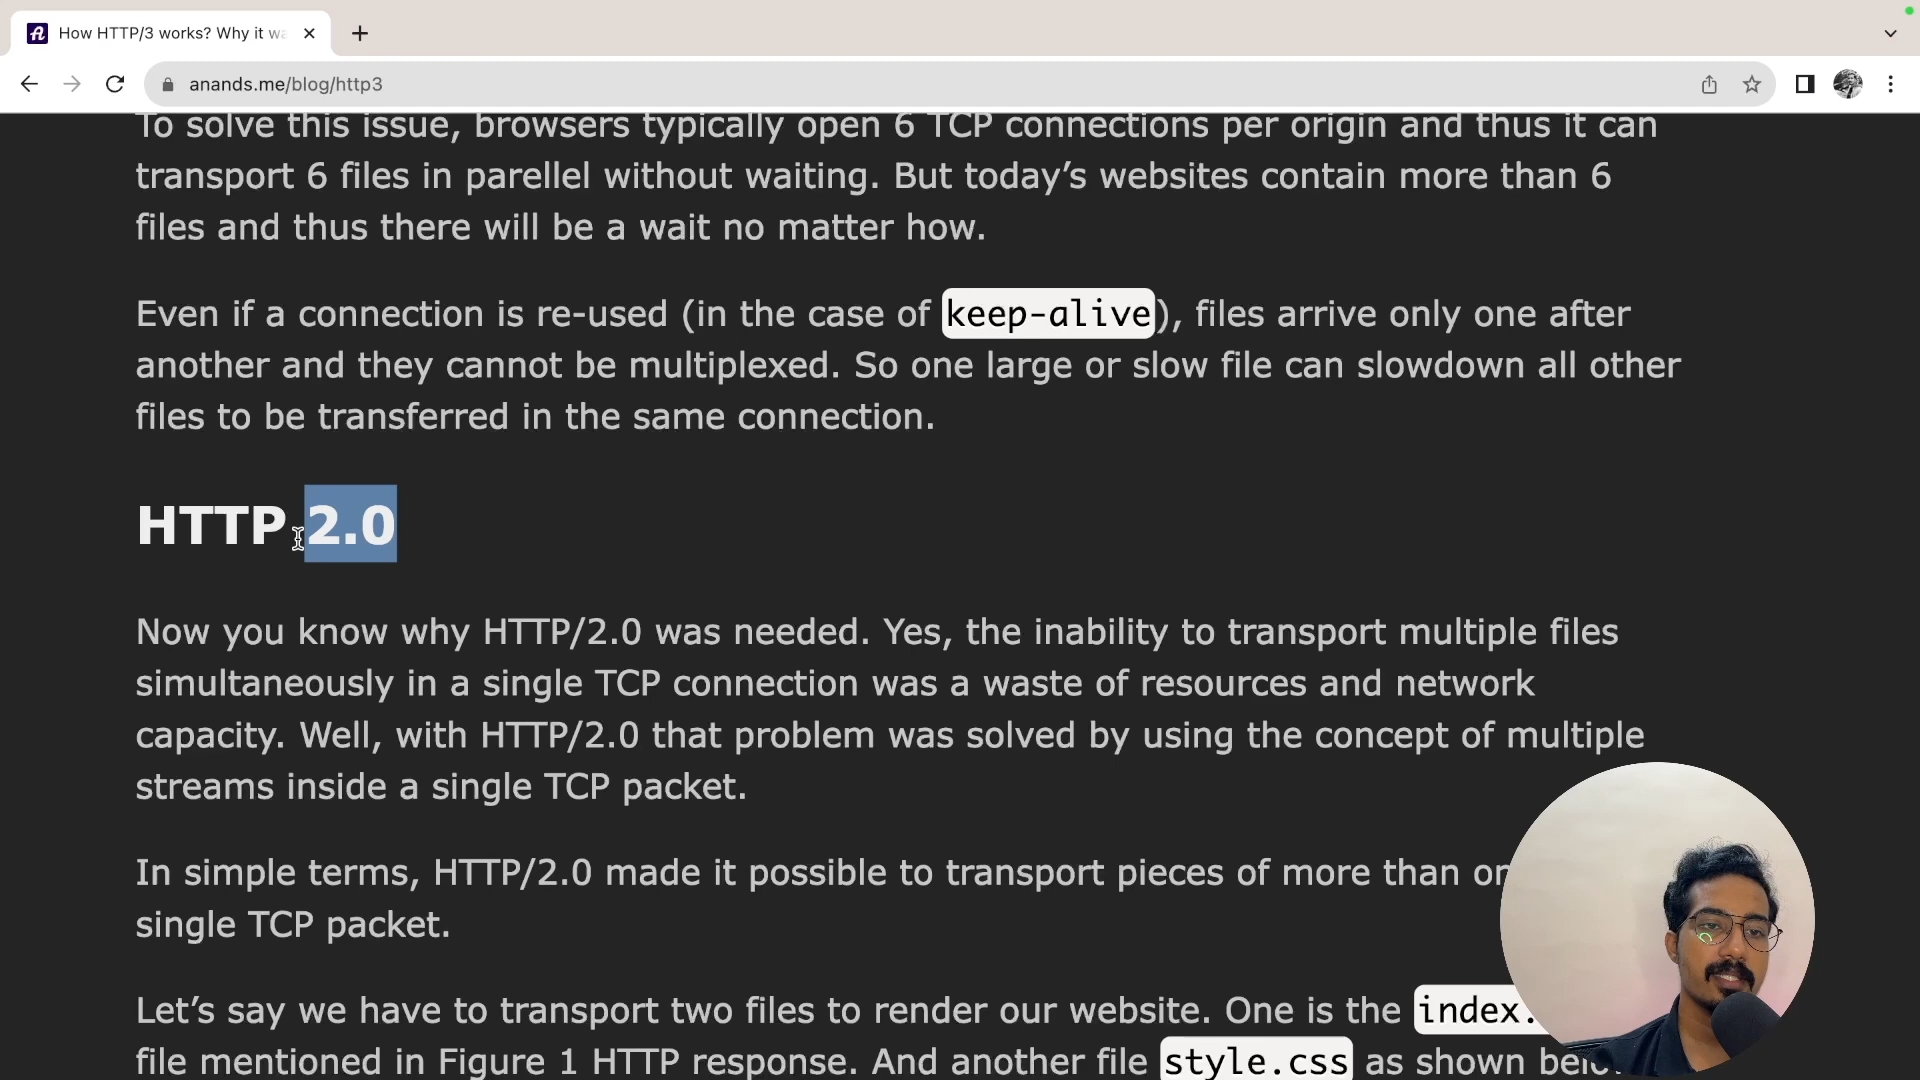 How HTTP/3 works? Why it wa
anands.me/blog/http3
To solve this issue, browsers typically open 6 TCP connections per origin and thus it can
transport 6 files in parellel without waiting. But today’s websites contain more than 6
files and thus there will be a wait no matter how.
Even if a connection is re-used (in the case of keep-alive), files arrive only one after
another and they cannot be multiplexed. So one large or slow file can slowdown all other
files to be transferred in the same connection.
HTTP 2.0
Now you know why HTTP/2.0 was needed. Yes, the inability to transport multiple files
simultaneously in a single TCP connection was a waste of resources and network
capacity. Well, with HTTP/2.0 that problem was solved by using the concept of multiple
streams inside a single TCP packet.
In simple terms, HTTP/2.0 made it possible to transport pieces of more than
single TCP packet.
Let’s say we have to transport two files to render our website. One is the index.
file mentioned in Figure 1 HTTP response. And another file style.css as shown